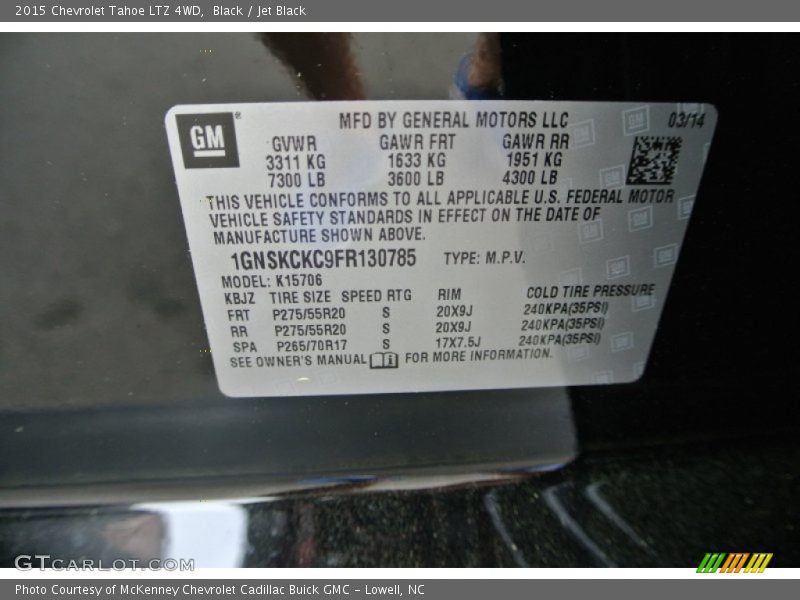 2015 Chevrolet Tahoe LTZ 4WD, Black / Jet Black
GM®
MFD BY GENERAL MOTORS LLC 03/14
GVWR GAWR FRT GAWR RR
3311 KG 1633 KG 1951 KG
7300 LB 3600 LB 4300 LB
THIS VEHICLE CONFORMS TO ALL APPLICABLE U.S. FEDERAL MOTOR
VEHICLE SAFETY STANDARDS IN EFFECT ON THE DATE OF
MANUFACTURE SHOWN ABOVE.
1GNSKCKC9FR130785 TYPE: M.P.V.
MODEL: K15706
KBJZ TIRE SIZE SPEED RTG RIM COLD TIRE PRESSURE
FRT P275/55R20 S 20X9J 240KPA(35PSI)
RR P275/55R20 S 20X9J 240KPA(35PSI)
SPA P265/70R17 S 17X7.5J 240KPA(35PSI)
SEE OWNER'S MANUAL FOR MORE INFORMATION.
GTCARLOT.COM
Photo Courtesy of McKenney Chevrolet Cadillac Buick GMC - Lowell, NC